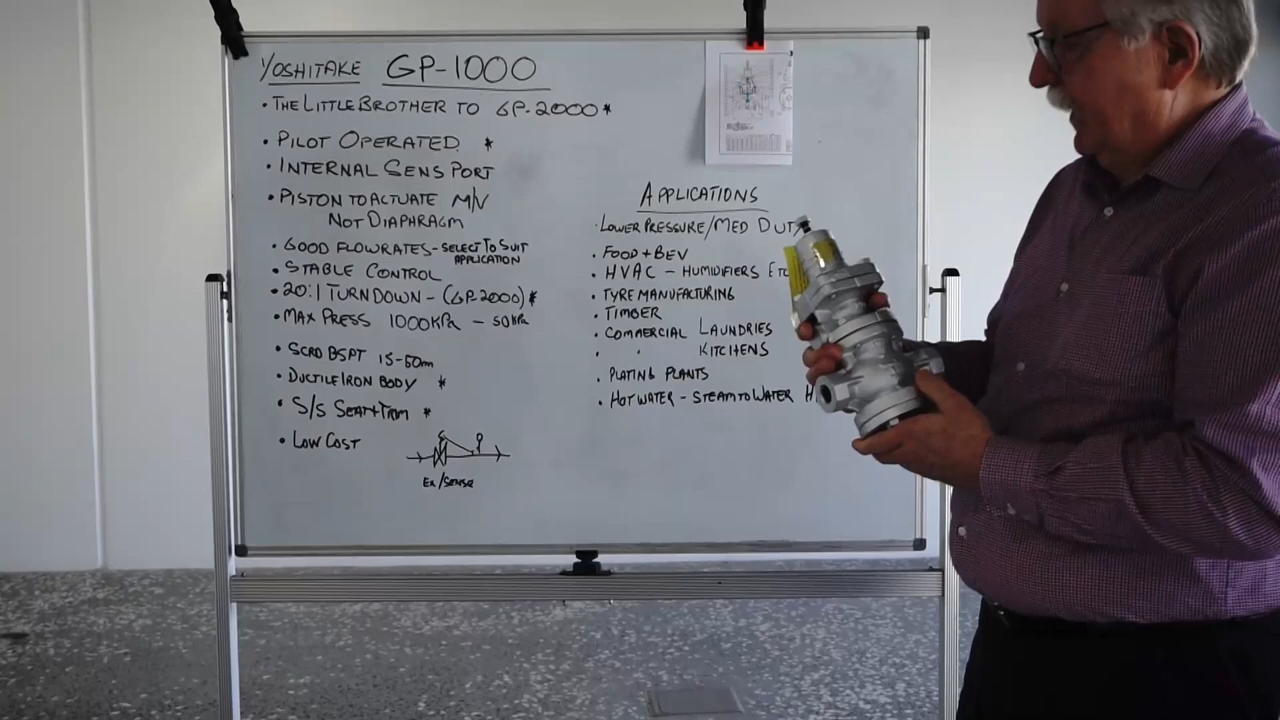 YOSHITAKE GP-1000
• THE LITTLE BROTHER TO GP-2000*
• PILOT OPERATED. *
• INTERNAL SENS PORT
• PISTON TO ACTUATE M/V
NOT DIAPHRAGM
• GOOD FLOWRATES - SELECT TO SUIT
APPLICATION
• STABLE CONTROL
• 20:1 TURNDOWN - (GP-2000)*
• MAX PRESS 1000KPa - 50KPa
• SCRD BSPT 15-50m
• DUCTILE IRON BODY *
• S/S SEAT+TRIM *
• LOW COST
Ex/SENSE
APPLICATIONS
• LOWER PRESSURE/MED DUTY
• FOOD + BEV
• HVAC - HUMIDIFIERS ETC
• TYRE MANUFACTURING
• TIMBER
• COMMERCIAL LAUNDRIES
• " KITCHENS
• PLATING PLANTS
• HOT WATER - STEAM TO WATER H